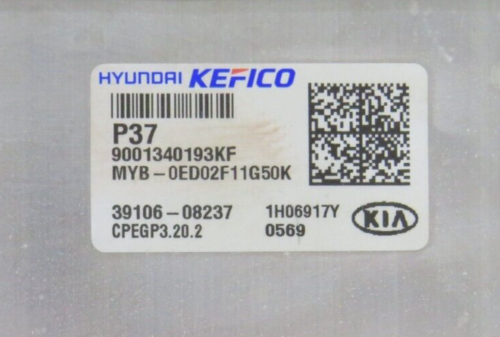 HYUNDAI KEFICO
P37
9001340193KF
MYB-0ED02F11G50K
39106-08237 1H06917Y KIA
CPEGP3.20.2 0569